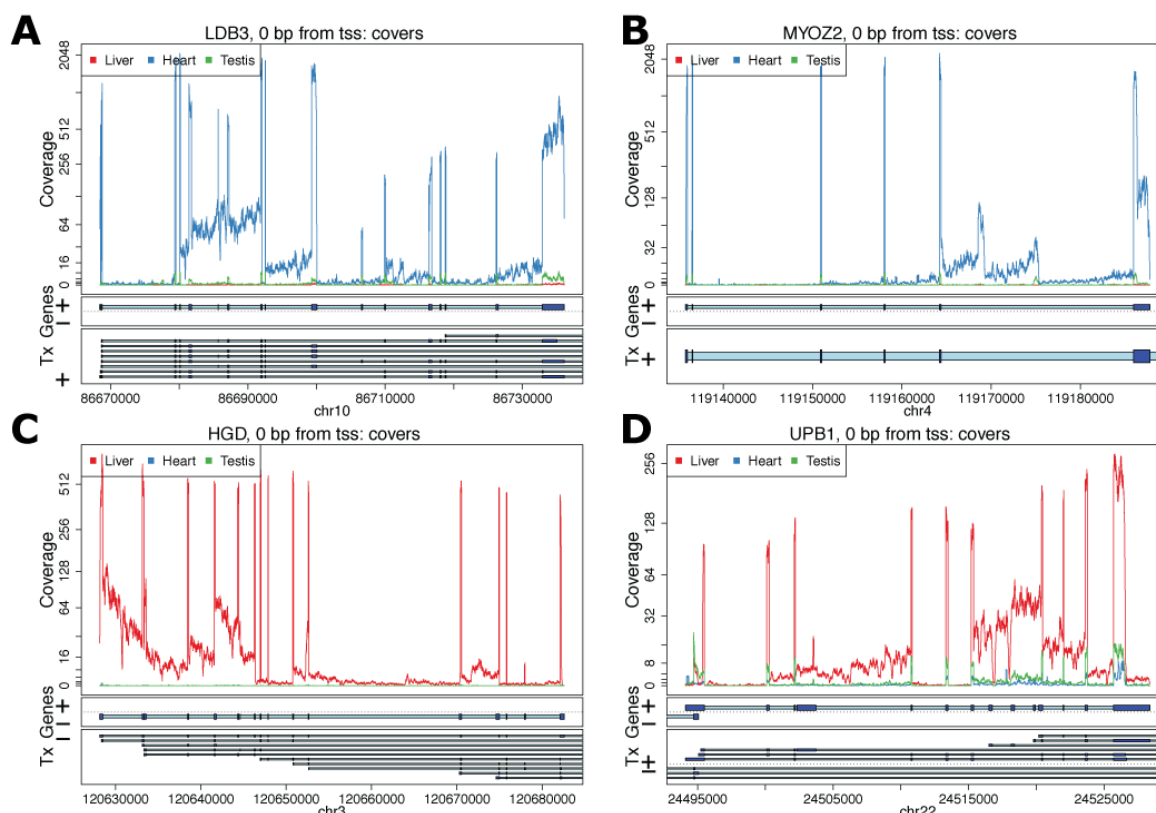 A
LDB3, 0 bp from tss: covers
Liver Heart Testis
Coverage
2048
512
256
64
16
0
Genes
+
−
Tx
+
86670000 86690000 86710000 86730000
chr10
B
MYOZ2, 0 bp from tss: covers
Liver Heart Testis
Coverage
2048
512
128
32
0
Genes
+
−
Tx
+
119140000 119150000 119160000 119170000 119180000
chr4
C
HGD, 0 bp from tss: covers
Liver Heart Testis
Coverage
512
256
128
64
16
0
Genes
+
−
Tx
−
120630000 120640000 120650000 120660000 120670000 120680000
chr3
D
UPB1, 0 bp from tss: covers
Liver Heart Testis
Coverage
256
128
64
32
8
0
Genes
+
−
Tx
+
−
24495000 24505000 24515000 24525000
chr22